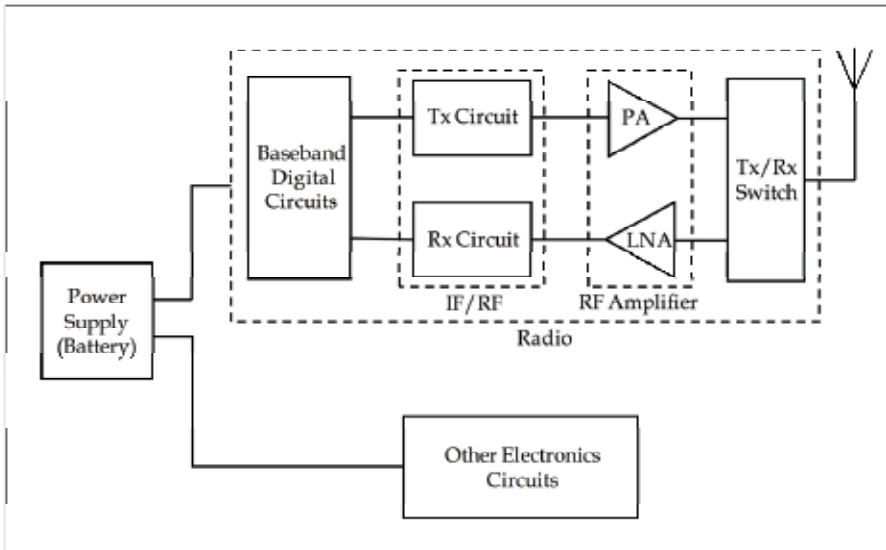 Baseband
Digital
Circuits
Tx Circuit
Rx Circuit
IF/RF
PA
LNA
RF Amplifier
Tx/Rx
Switch
Radio
Power
Supply
(Battery)
Other Electronics
Circuits